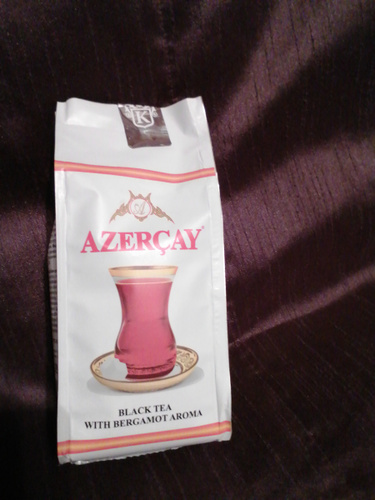 K
AZERÇAY
BLACK TEA
WITH BERGAMOT AROMA